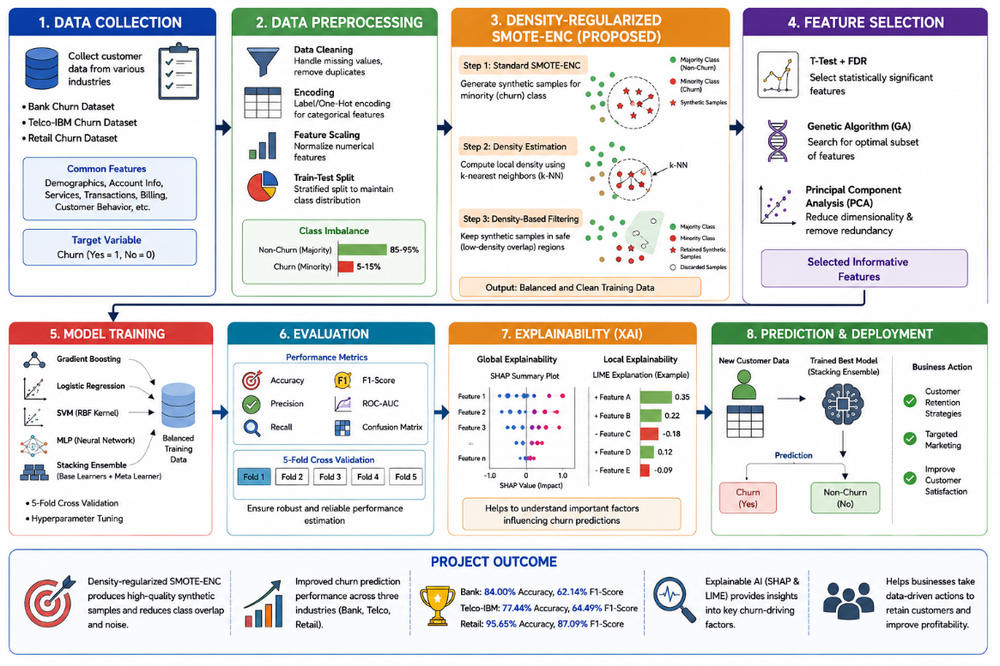 1. DATA COLLECTION
Collect customer
data from various
industries
• Bank Churn Dataset
• Telco-IBM Churn Dataset
• Retail Churn Dataset
Common Features
Demographics, Account Info,
Services, Transactions, Billing,
Customer Behavior, etc.
Target Variable
Churn (Yes = 1, No = 0)
2. DATA PREPROCESSING
Data Cleaning
Handle missing values,
remove duplicates
Encoding
Label/One-Hot encoding
for categorical features
Feature Scaling
Normalize numerical
features
Train-Test Split
Stratified split to maintain
class distribution
Class Imbalance
Non-Churn (Majority)
85-95%
Churn (Minority)
5-15%
3. DENSITY-REGULARIZED
SMOTE-ENC (PROPOSED)
Step 1: Standard SMOTE-ENC
Generate synthetic samples for
minority (churn) class
Majority Class
(Non-Churn)
Minority Class
(Churn)
Synthetic Samples
Step 2: Density Estimation
Compute local density using
k-nearest neighbors (k-NN)
k-NN
Step 3: Density-Based Filtering
Keep synthetic samples in safe
(low-density overlap) regions
Majority Class
Minority Class
Retained Synthetic
Samples
Discarded Samples
Output: Balanced and Clean Training Data
4. FEATURE SELECTION
T-Test + FDR
Select statistically significant
features
Genetic Algorithm (GA)
Search for optimal subset
of features
Principal Component
Analysis (PCA)
Reduce dimensionality &
remove redundancy
Selected Informative
Features
5. MODEL TRAINING
Gradient Boosting
Logistic Regression
SVM (RBF Kernel)
MLP (Neural Network)
Stacking Ensemble
(Base Learners + Meta Learner)
Balanced
Training
Data
• 5-Fold Cross Validation
• Hyperparameter Tuning
6. EVALUATION
Performance Metrics
Accuracy
F1
F1-Score
Precision
ROC-AUC
Recall
Confusion Matrix
5-Fold Cross Validation
Fold 1 Fold 2 Fold 3 Fold 4 Fold 5
Ensure robust and reliable performance
estimation
7. EXPLAINABILITY (XAI)
Global Explainability
SHAP Summary Plot
Feature 1
Feature 2
Feature 3
...
Feature n
-1.0 0 1.0
SHAP Value (Impact)
Local Explainability
LIME Explanation (Example)
+ Feature A 0.35
+ Feature B 0.22
- Feature C -0.18
+ Feature D 0.12
- Feature E -0.09
Helps to understand important factors
influencing churn predictions
8. PREDICTION & DEPLOYMENT
New Customer Data
Trained Best Model
(Stacking Ensemble)
Prediction
Churn
(Yes)
Non-Churn
(No)
Business Action
Customer
Retention
Strategies
Targeted
Marketing
Improve
Customer
Satisfaction
PROJECT OUTCOME
Density-regularized SMOTE-ENC
produces high-quality synthetic
samples and reduces class overlap
and noise.
Improved churn prediction
performance across three
industries (Bank, Telco,
Retail).
Bank: 84.00% Accuracy, 62.14% F1-Score
Telco-IBM: 77.44% Accuracy, 64.49% F1-Score
Retail: 95.65% Accuracy, 87.09% F1-Score
Explainable AI (SHAP &
LIME) provides insights
into key churn-driving
factors.
Helps businesses take
data-driven actions to
retain customers and
improve profitability.